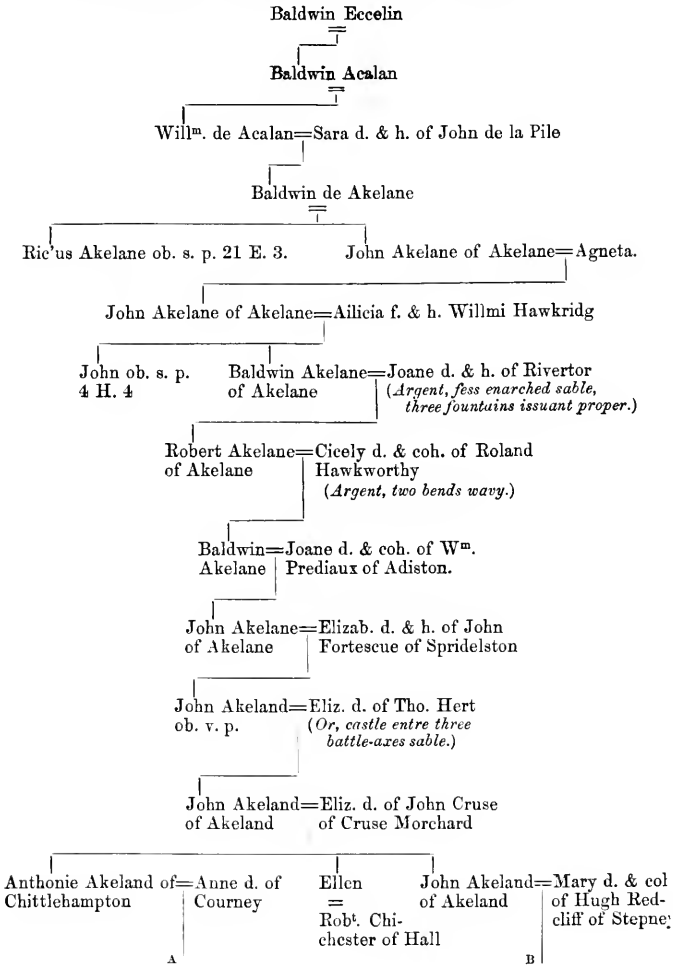 Baldwin Eccelin
Baldwin Acalan
Willᵐ. de Acalan=Sara d. & h. of John de la Pile
Baldwin de Akelane
Ric'us Akelane ob. s. p. 21 E. 3. John Akelane of Akelane=Agneta.
John Akelane of Akelane=Ailicia f. & h. Willmi Hawkridg
John ob. s. p. Baldwin Akelane=Joane d. & h. of Rivertor
4 H. 4 of Akelane (Argent, fess enarched sable,
three fountains issuant proper.)
Robert Akelane=Cicely d. & coh. of Roland
of Akelane Hawkworthy
(Argent, two bends wavy.)
Baldwin=Joane d. & coh. of Wᵐ.
Akelane Prediaux of Adiston.
John Akelane=Elizab. d. & h. of John
of Akelane Fortescue of Spridelston
John Akeland=Eliz. d. of Tho. Hert
ob. v. p. (Or, castle entre three
battle-axes sable.)
John Akeland=Eliz. d. of John Cruse
of Akeland of Cruse Morchard
Anthonie Akeland of=Anne d. of Ellen John Akeland=Mary d. & col
Chittlehampton Courney = of Akeland of Hugh Red-
Robᵗ. Chi- cliff of Stepney
chester of Hall
A B